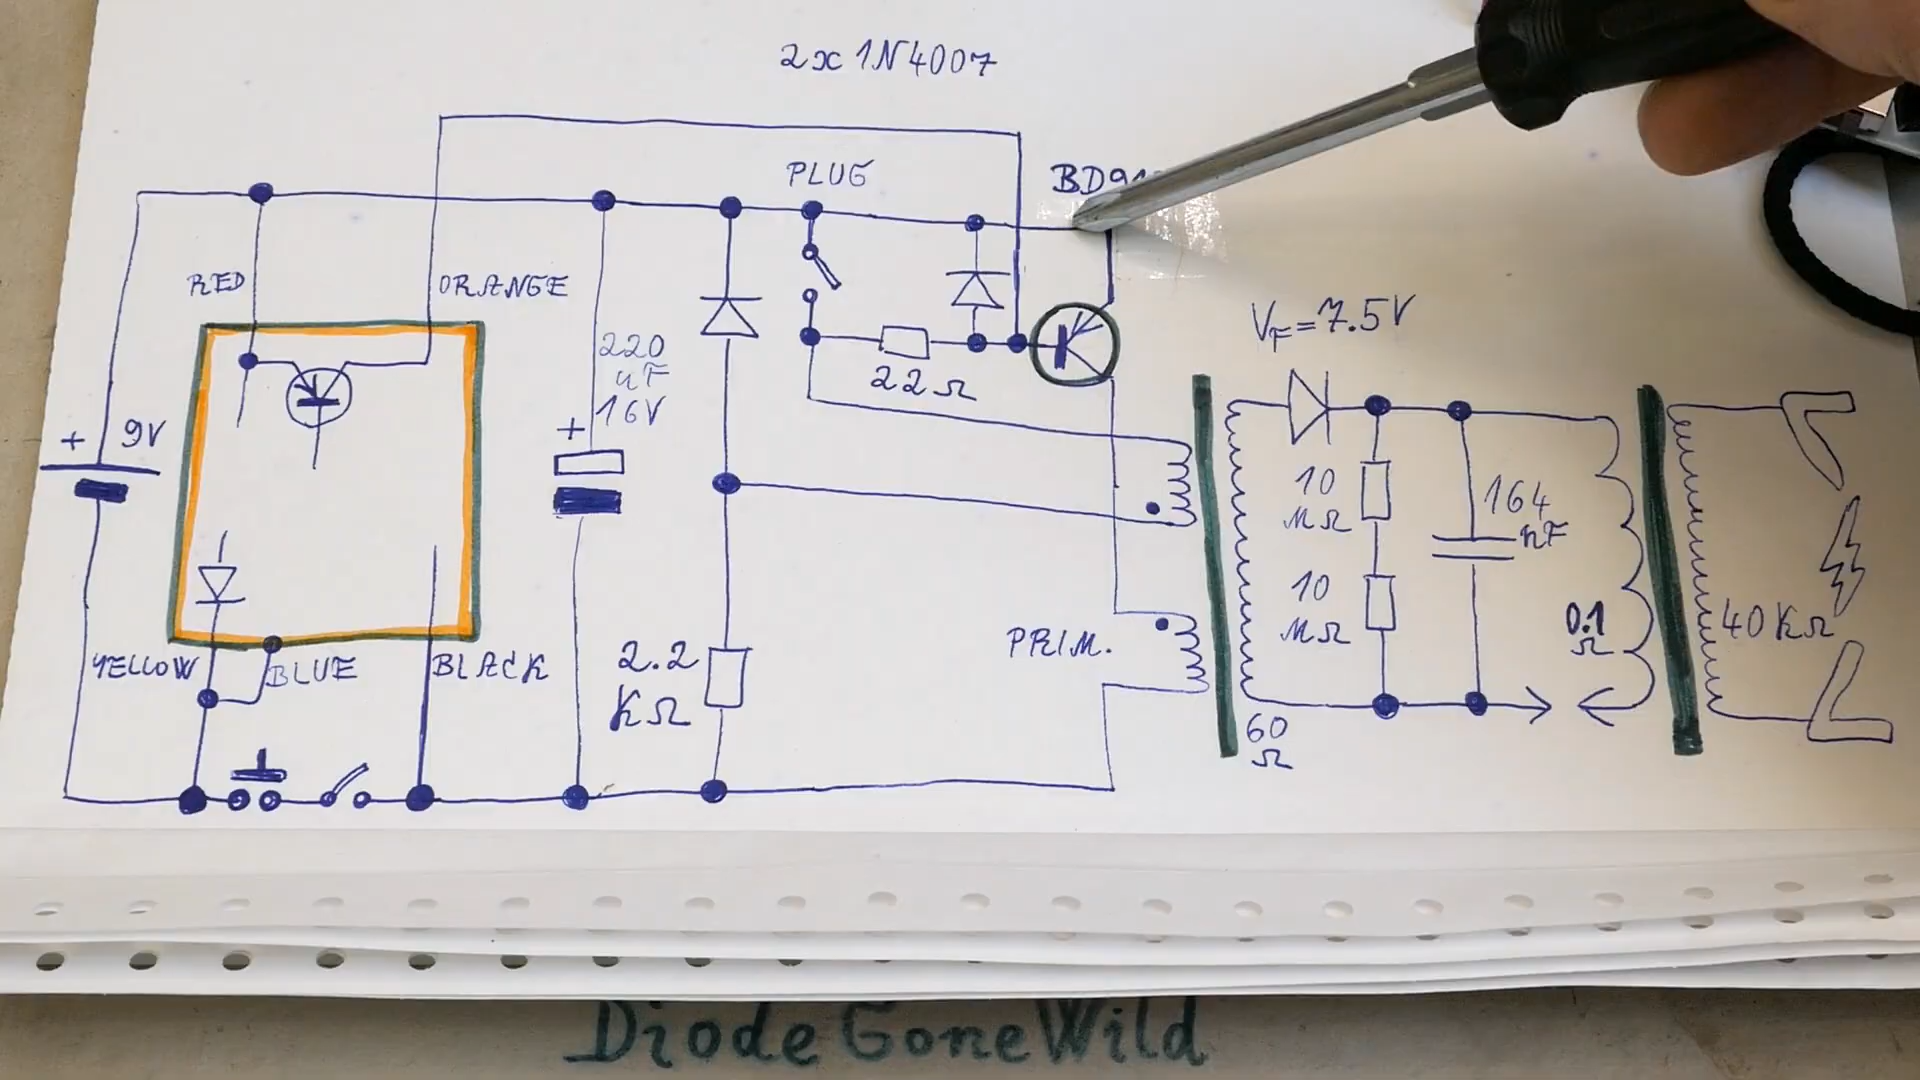 2x 1N4007
PLUG
RED
ORANGE
220
uF
16V
+
+ 9V
22Ω
VF=7.5V
10
MΩ
164
nF
10
MΩ
0.1
Ω
40KΩ
YELLOW
BLUE
BLACK
2.2
KΩ
PRIM.
60
Ω
DiodeGoneWild